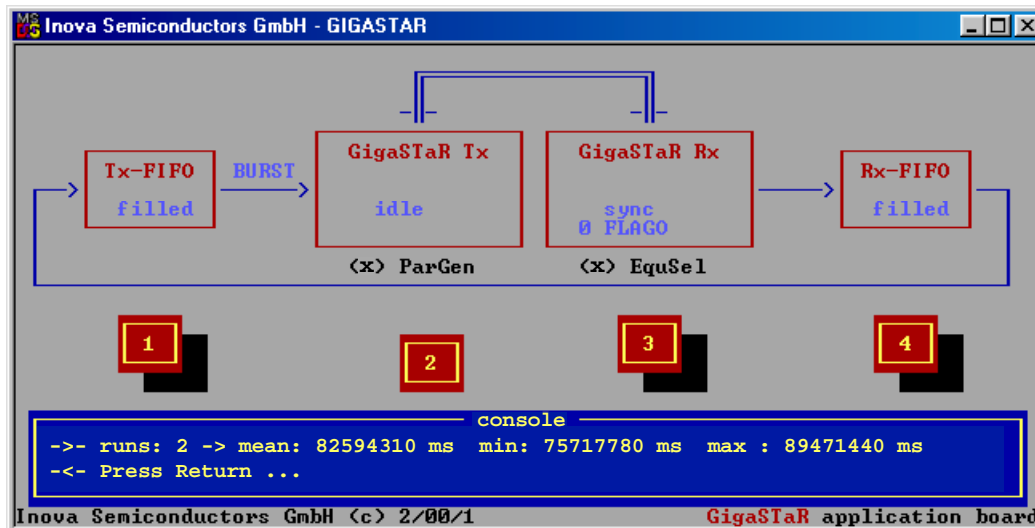 Inova Semiconductors GmbH - GIGASTAR
GigaSTaR Tx
GigaSTaR Rx
Tx-FIFO
BURST
Rx-FIFO
filled
idle
sync
filled
0 FLAGO
(x) ParGen
(x) EquSel
1
2
3
4
console
->- runs: 2 -> mean: 82594310 ms min: 75717780 ms max : 89471440 ms
-<- Press Return ...
Inova Semiconductors GmbH (c) 2/00/1
GigaSTaR application board